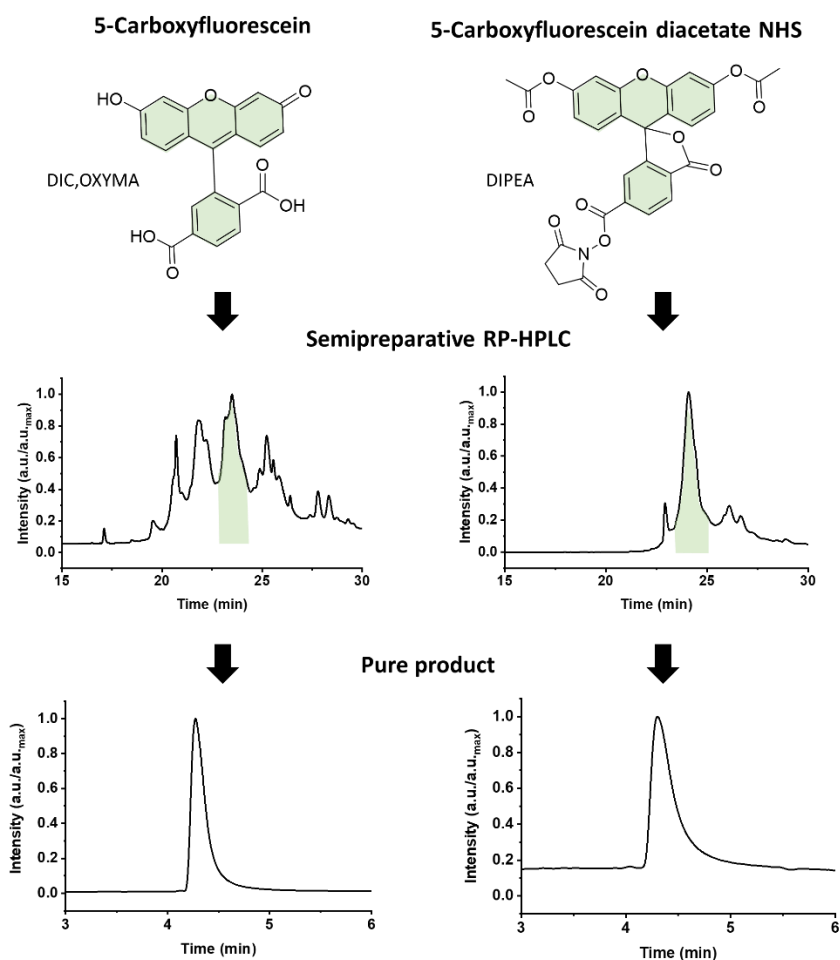 5-Carboxyfluorescein
5-Carboxyfluorescein diacetate NHS
HO
O
O
O
OH
HO
O
DIC,OXYMA
O
O
O
O
O
O
O
O
O
N
O
O
DIPEA
Semipreparative RP-HPLC
Intensity (a.u./a.u.max)
1.0
0.8
0.6
0.4
0.2
0.0
15 20 25 30
Time (min)
Intensity (a.u./a.u.max)
1.0
0.8
0.6
0.4
0.2
0.0
15 20 25 30
Time (min)
Pure product
Intensity (a.u./a.u.max)
1.0
0.8
0.6
0.4
0.2
0.0
3 4 5 6
Time (min)
Intensity (a.u./a.u.max)
1.0
0.8
0.6
0.4
0.2
0.0
3 4 5 6
Time (min)